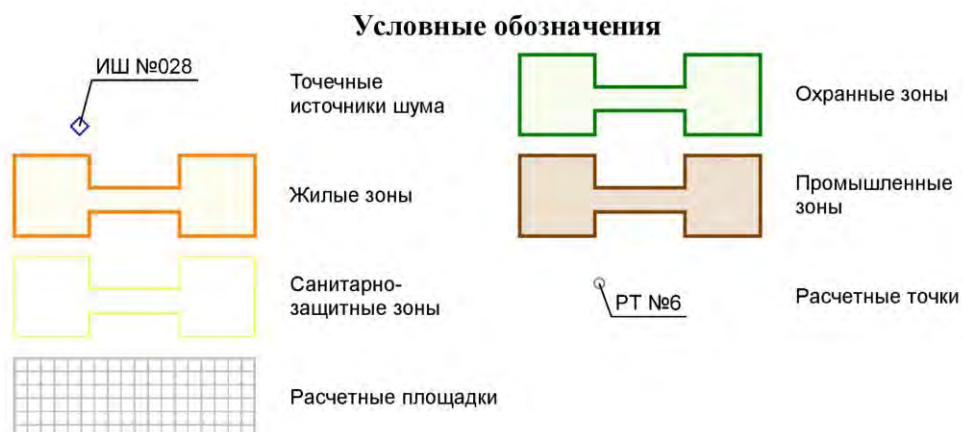 Условные обозначения
ИШ №028
Точечные
источники шума
Жилые зоны
Санитарно-
защитные зоны
Расчетные площадки
Охранные зоны
Промышленные
зоны
РТ №6
Расчетные точки